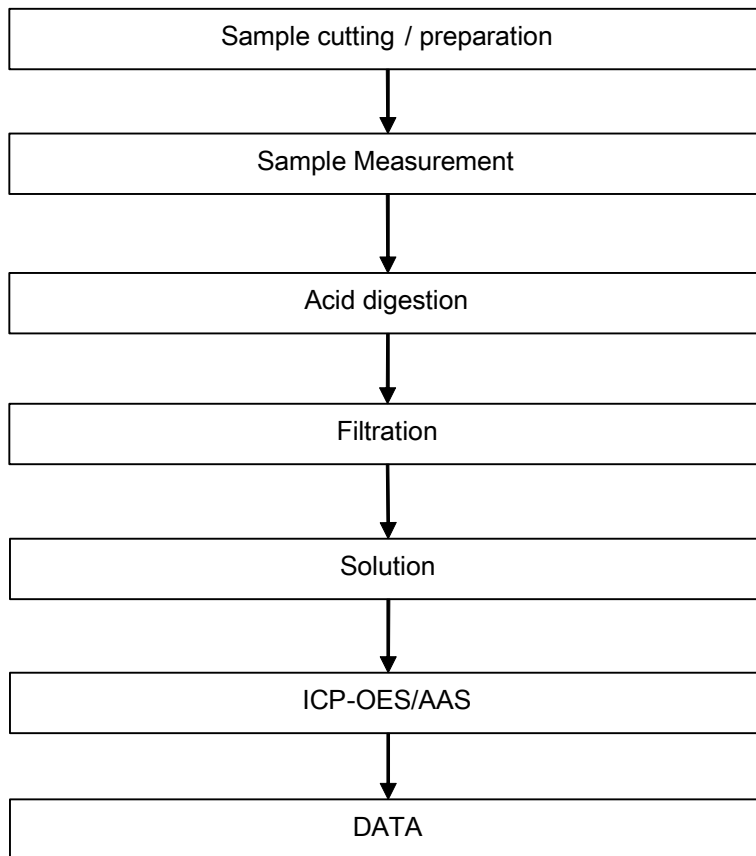 Sample cutting / preparation
Sample Measurement
Acid digestion
Filtration
Solution
ICP-OES/AAS
DATA